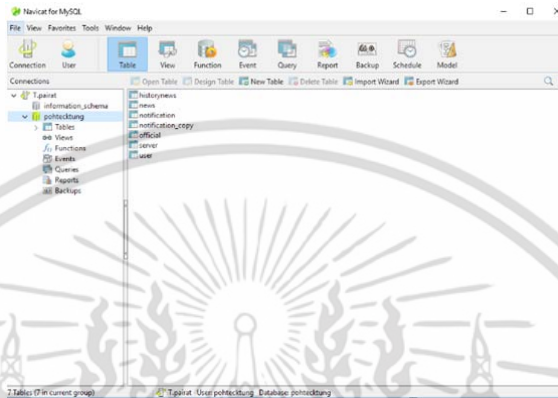 Navicat for MySQL
File View Favorites Tools Window Help
Connection User Table View Function Event Query Report Backup Schedule Model
Connections Open Table Design Table New Table Delete Table Import Wizard Export Wizard
T.pairat
information_schema
pohtecktung
Tables
Views
Functions
Events
Queries
Reports
Backups
historynews
news
notification
notification_copy
official
server
user
7 Tables (7 in current group) T.pairat User: pohtecktung Database: pohtecktung